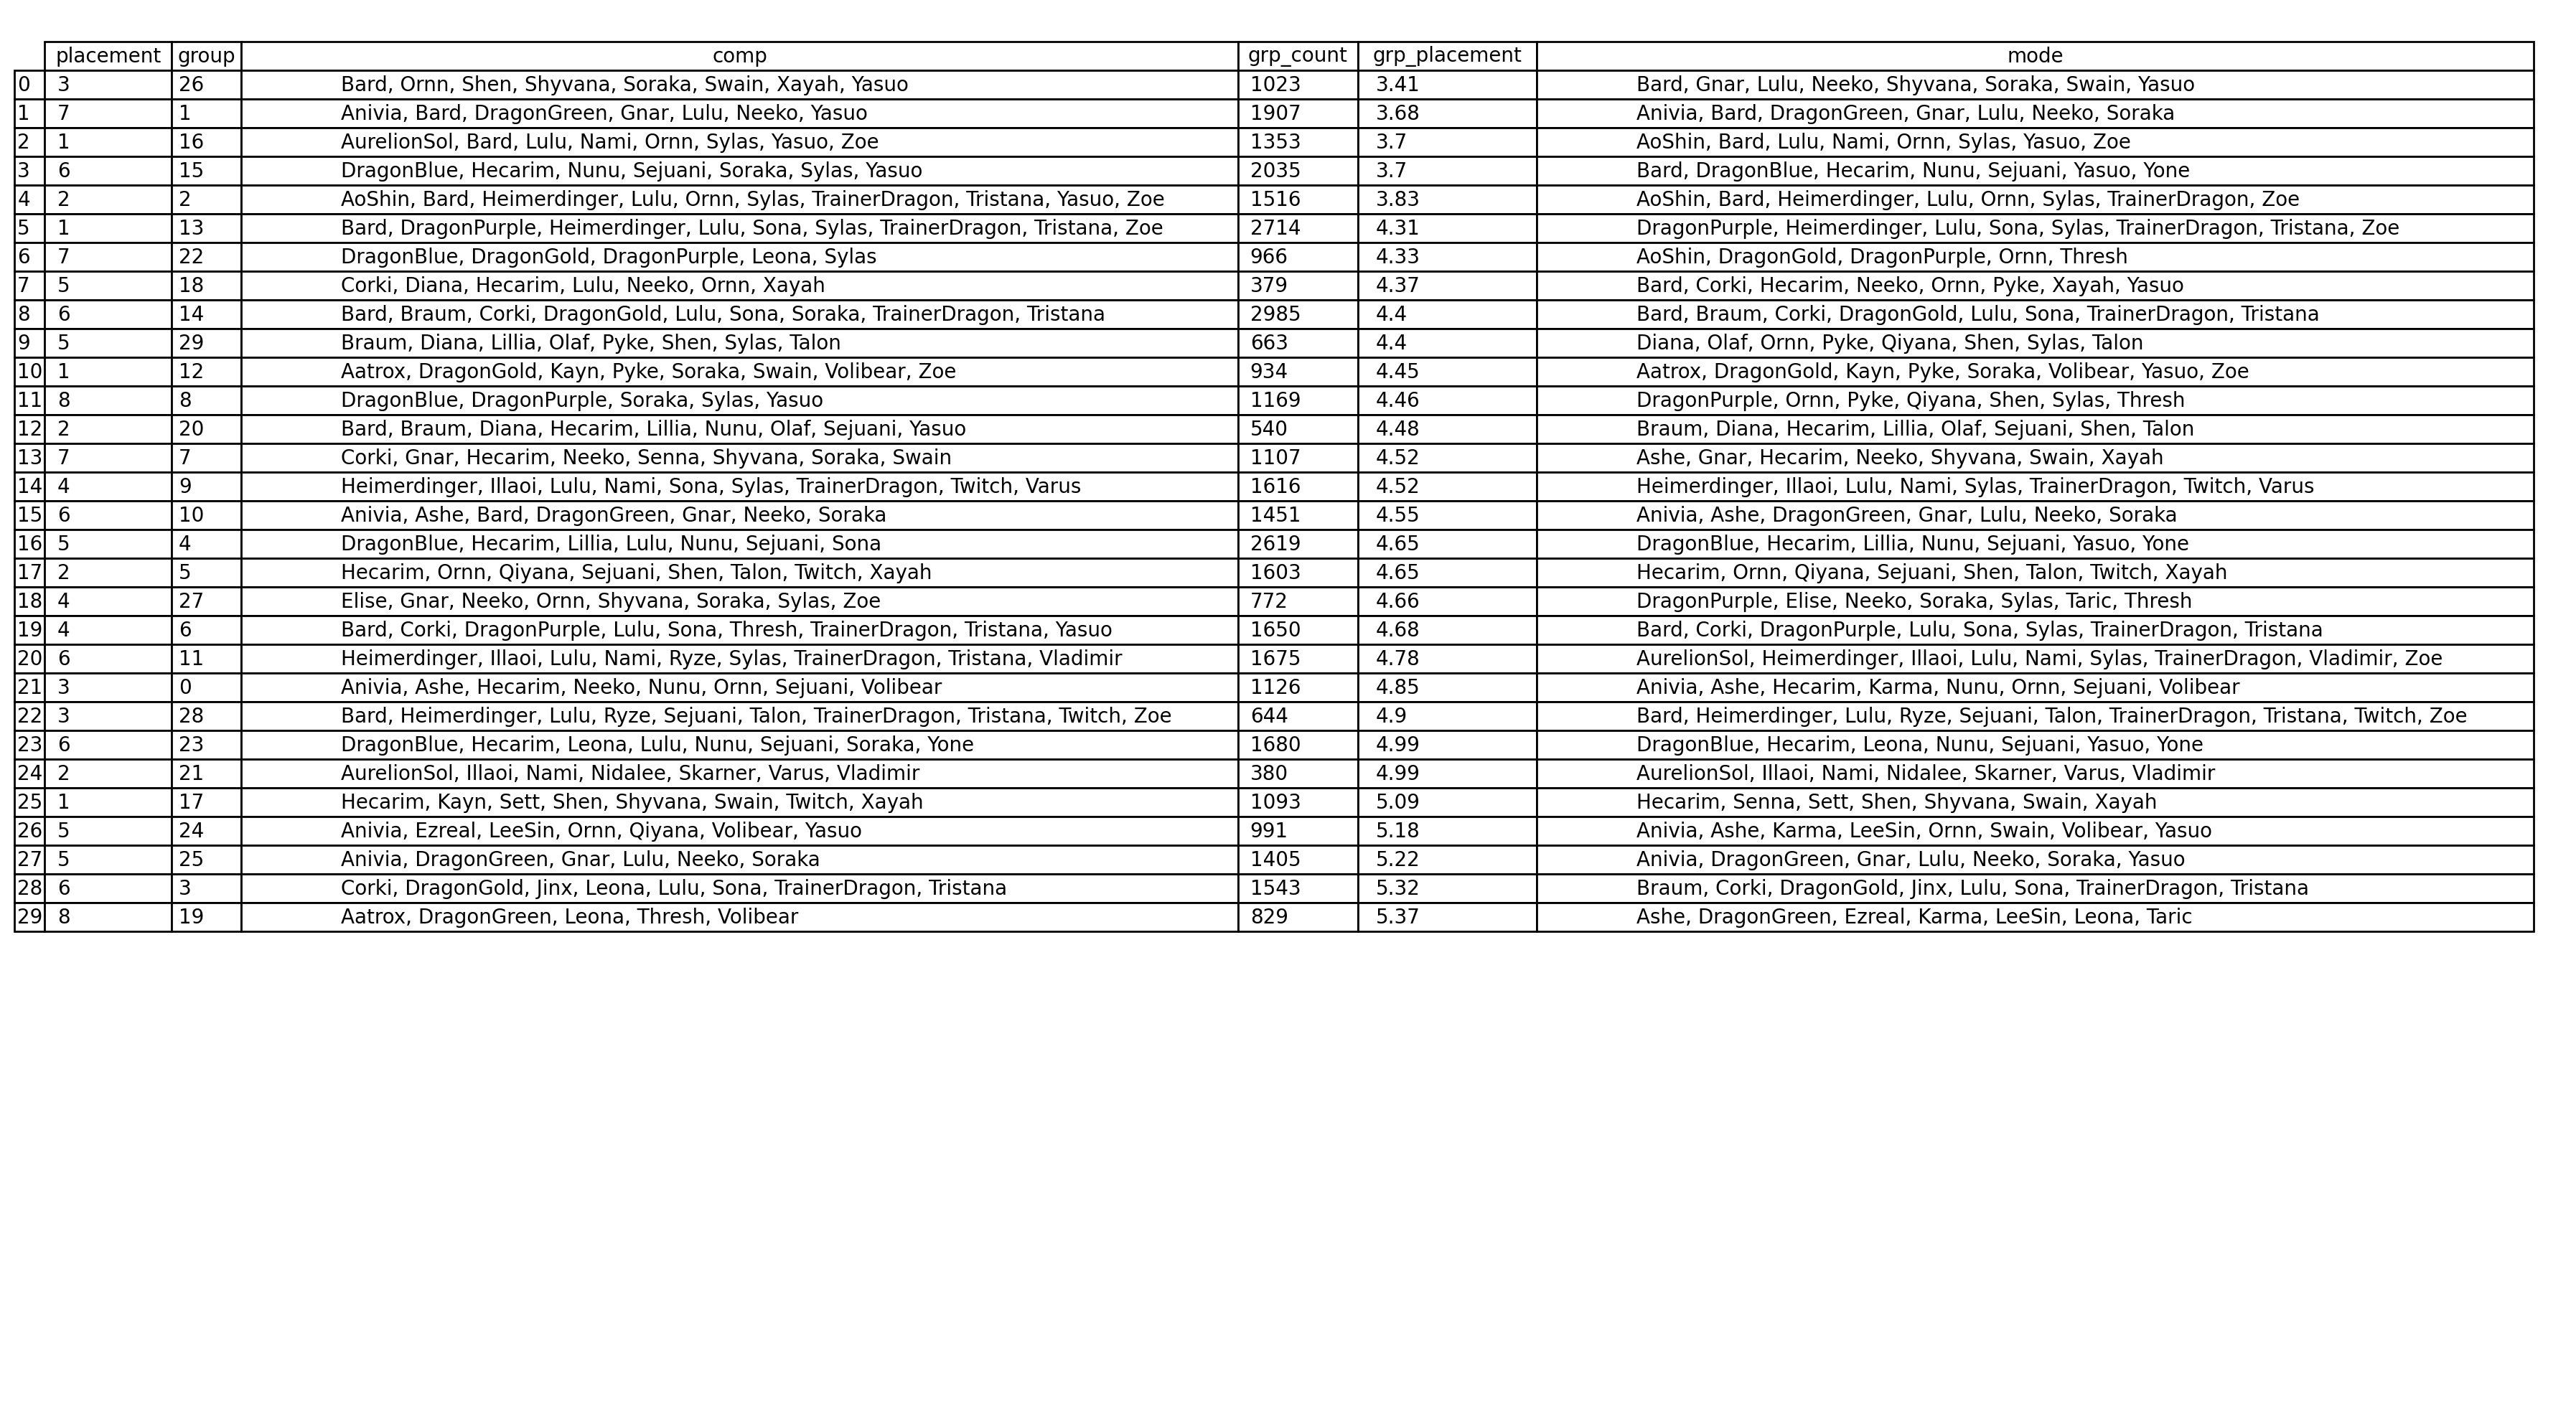 placement group comp grp_count grp_placement mode
0 3 26 Bard, Ornn, Shen, Shyvana, Soraka, Swain, Xayah, Yasuo 1023 3.41 Bard, Gnar, Lulu, Neeko, Shyvana, Soraka, Swain, Yasuo
1 7 1 Anivia, Bard, DragonGreen, Gnar, Lulu, Neeko, Yasuo 1907 3.68 Anivia, Bard, DragonGreen, Gnar, Lulu, Neeko, Soraka
2 1 16 AurelionSol, Bard, Lulu, Nami, Ornn, Sylas, Yasuo, Zoe 1353 3.7 AoShin, Bard, Lulu, Nami, Ornn, Sylas, Yasuo, Zoe
3 6 15 DragonBlue, Hecarim, Nunu, Sejuani, Soraka, Sylas, Yasuo 2035 3.7 Bard, DragonBlue, Hecarim, Nunu, Sejuani, Yasuo, Yone
4 2 2 AoShin, Bard, Heimerdinger, Lulu, Ornn, Sylas, TrainerDragon, Tristana, Yasuo, Zoe 1516 3.83 AoShin, Bard, Heimerdinger, Lulu, Ornn, Sylas, TrainerDragon, Zoe
5 1 13 Bard, DragonPurple, Heimerdinger, Lulu, Sona, Sylas, TrainerDragon, Tristana, Zoe 2714 4.31 DragonPurple, Heimerdinger, Lulu, Sona, Sylas, TrainerDragon, Tristana, Zoe
6 7 22 DragonBlue, DragonGold, DragonPurple, Leona, Sylas 966 4.33 AoShin, DragonGold, DragonPurple, Ornn, Thresh
7 5 18 Corki, Diana, Hecarim, Lulu, Neeko, Ornn, Xayah 379 4.37 Bard, Corki, Hecarim, Neeko, Ornn, Pyke, Xayah, Yasuo
8 6 14 Bard, Braum, Corki, DragonGold, Lulu, Sona, Soraka, TrainerDragon, Tristana 2985 4.4 Bard, Braum, Corki, DragonGold, Lulu, Sona, TrainerDragon, Tristana
9 5 29 Braum, Diana, Lillia, Olaf, Pyke, Shen, Sylas, Talon 663 4.4 Diana, Olaf, Ornn, Pyke, Qiyana, Shen, Sylas, Talon
10 1 12 Aatrox, DragonGold, Kayn, Pyke, Soraka, Swain, Volibear, Zoe 934 4.45 Aatrox, DragonGold, Kayn, Pyke, Soraka, Volibear, Yasuo, Zoe
11 8 8 DragonBlue, DragonPurple, Soraka, Sylas, Yasuo 1169 4.46 DragonPurple, Ornn, Pyke, Qiyana, Shen, Sylas, Thresh
12 2 20 Bard, Braum, Diana, Hecarim, Lillia, Nunu, Olaf, Sejuani, Yasuo 540 4.48 Braum, Diana, Hecarim, Lillia, Olaf, Sejuani, Shen, Talon
13 7 7 Corki, Gnar, Hecarim, Neeko, Senna, Shyvana, Soraka, Swain 1107 4.52 Ashe, Gnar, Hecarim, Neeko, Shyvana, Swain, Xayah
14 4 9 Heimerdinger, Illaoi, Lulu, Nami, Sona, Sylas, TrainerDragon, Twitch, Varus 1616 4.52 Heimerdinger, Illaoi, Lulu, Nami, Sylas, TrainerDragon, Twitch, Varus
15 6 10 Anivia, Ashe, Bard, DragonGreen, Gnar, Neeko, Soraka 1451 4.55 Anivia, Ashe, DragonGreen, Gnar, Lulu, Neeko, Soraka
16 5 4 DragonBlue, Hecarim, Lillia, Lulu, Nunu, Sejuani, Sona 2619 4.65 DragonBlue, Hecarim, Lillia, Nunu, Sejuani, Yasuo, Yone
17 2 5 Hecarim, Ornn, Qiyana, Sejuani, Shen, Talon, Twitch, Xayah 1603 4.65 Hecarim, Ornn, Qiyana, Sejuani, Shen, Talon, Twitch, Xayah
18 4 27 Elise, Gnar, Neeko, Ornn, Shyvana, Soraka, Sylas, Zoe 772 4.66 DragonPurple, Elise, Neeko, Soraka, Sylas, Taric, Thresh
19 4 6 Bard, Corki, DragonPurple, Lulu, Sona, Thresh, TrainerDragon, Tristana, Yasuo 1650 4.68 Bard, Corki, DragonPurple, Lulu, Sona, Sylas, TrainerDragon, Tristana
20 6 11 Heimerdinger, Illaoi, Lulu, Nami, Ryze, Sylas, TrainerDragon, Tristana, Vladimir 1675 4.78 AurelionSol, Heimerdinger, Illaoi, Lulu, Nami, Sylas, TrainerDragon, Vladimir, Zoe
21 3 0 Anivia, Ashe, Hecarim, Neeko, Nunu, Ornn, Sejuani, Volibear 1126 4.85 Anivia, Ashe, Hecarim, Karma, Nunu, Ornn, Sejuani, Volibear
22 3 28 Bard, Heimerdinger, Lulu, Ryze, Sejuani, Talon, TrainerDragon, Tristana, Twitch, Zoe 644 4.9 Bard, Heimerdinger, Lulu, Ryze, Sejuani, Talon, TrainerDragon, Tristana, Twitch, Zoe
23 6 23 DragonBlue, Hecarim, Leona, Lulu, Nunu, Sejuani, Soraka, Yone 1680 4.99 DragonBlue, Hecarim, Leona, Nunu, Sejuani, Yasuo, Yone
24 2 21 AurelionSol, Illaoi, Nami, Nidalee, Skarner, Varus, Vladimir 380 4.99 AurelionSol, Illaoi, Nami, Nidalee, Skarner, Varus, Vladimir
25 1 17 Hecarim, Kayn, Sett, Shen, Shyvana, Swain, Twitch, Xayah 1093 5.09 Hecarim, Senna, Sett, Shen, Shyvana, Swain, Xayah
26 5 24 Anivia, Ezreal, LeeSin, Ornn, Qiyana, Volibear, Yasuo 991 5.18 Anivia, Ashe, Karma, LeeSin, Ornn, Swain, Volibear, Yasuo
27 5 25 Anivia, DragonGreen, Gnar, Lulu, Neeko, Soraka 1405 5.22 Anivia, DragonGreen, Gnar, Lulu, Neeko, Soraka, Yasuo
28 6 3 Corki, DragonGold, Jinx, Leona, Lulu, Sona, TrainerDragon, Tristana 1543 5.32 Braum, Corki, DragonGold, Jinx, Lulu, Sona, TrainerDragon, Tristana
29 8 19 Aatrox, DragonGreen, Leona, Thresh, Volibear 829 5.37 Ashe, DragonGreen, Ezreal, Karma, LeeSin, Leona, Taric